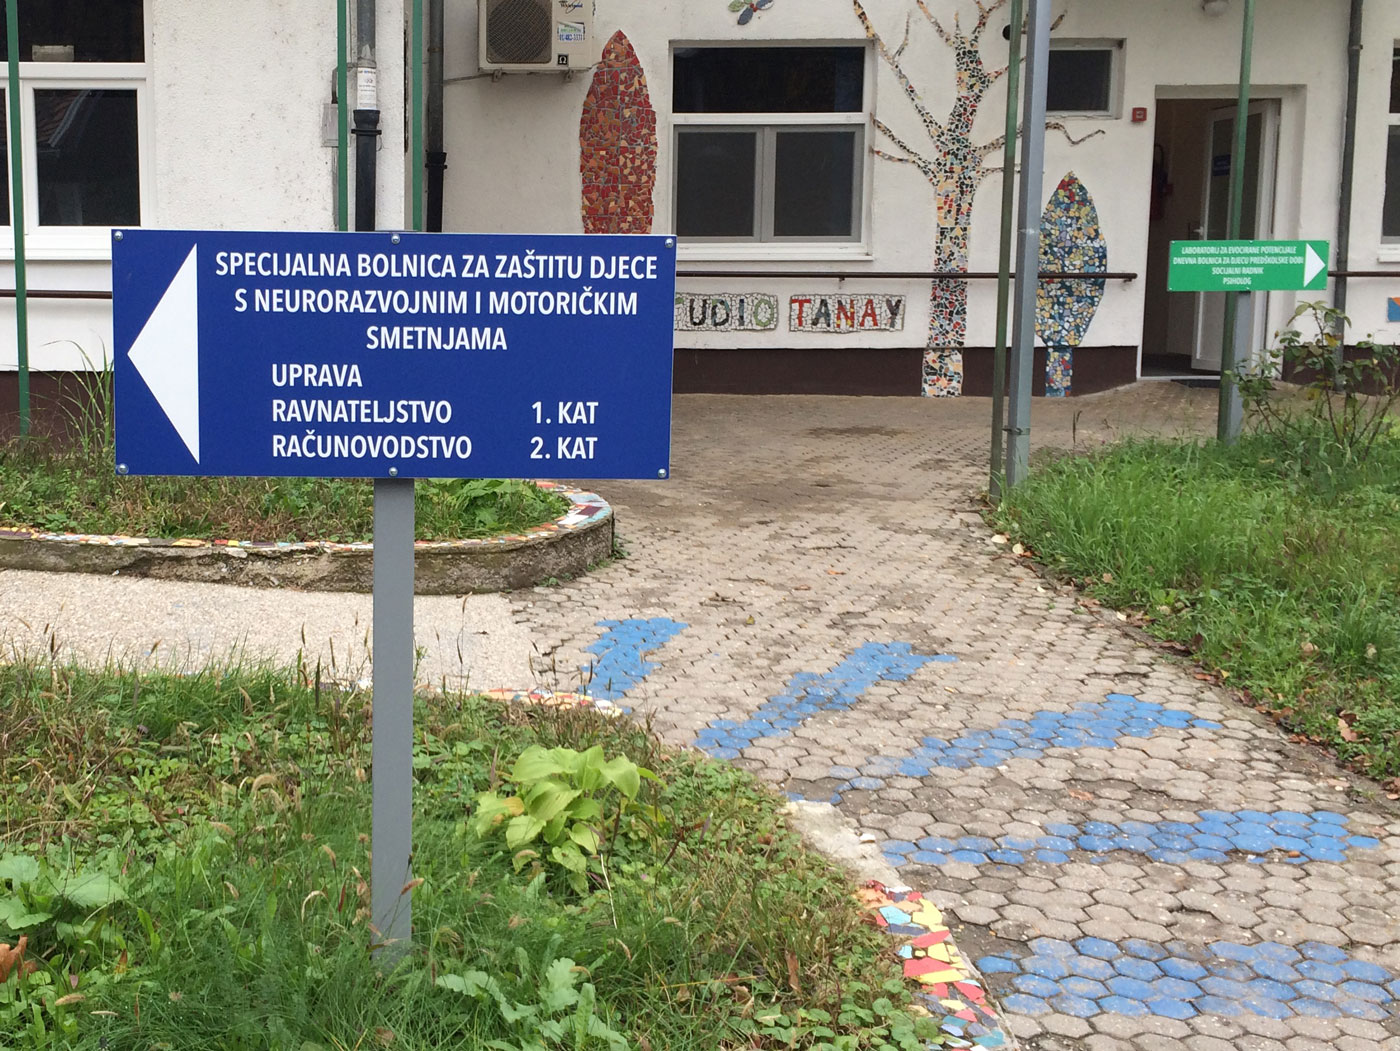 SPECIJALNA BOLNICA ZA ZAŠTITU DJECE
S NEURORAZVOJNIM I MOTORIČKIM
SMETNJAMA
UPRAVA
RAVNATELJSTVO 1. KAT
RAČUNOVODSTVO 2. KAT
UDIO TANAY
LABORATORIJ ZA EVOCIRANE POTENCIJALE
DNEVNA BOLNICA ZA DJECU PREDŠKOLSKE DOBI
SOCIJALNI RADNIK
PSIHOLOG